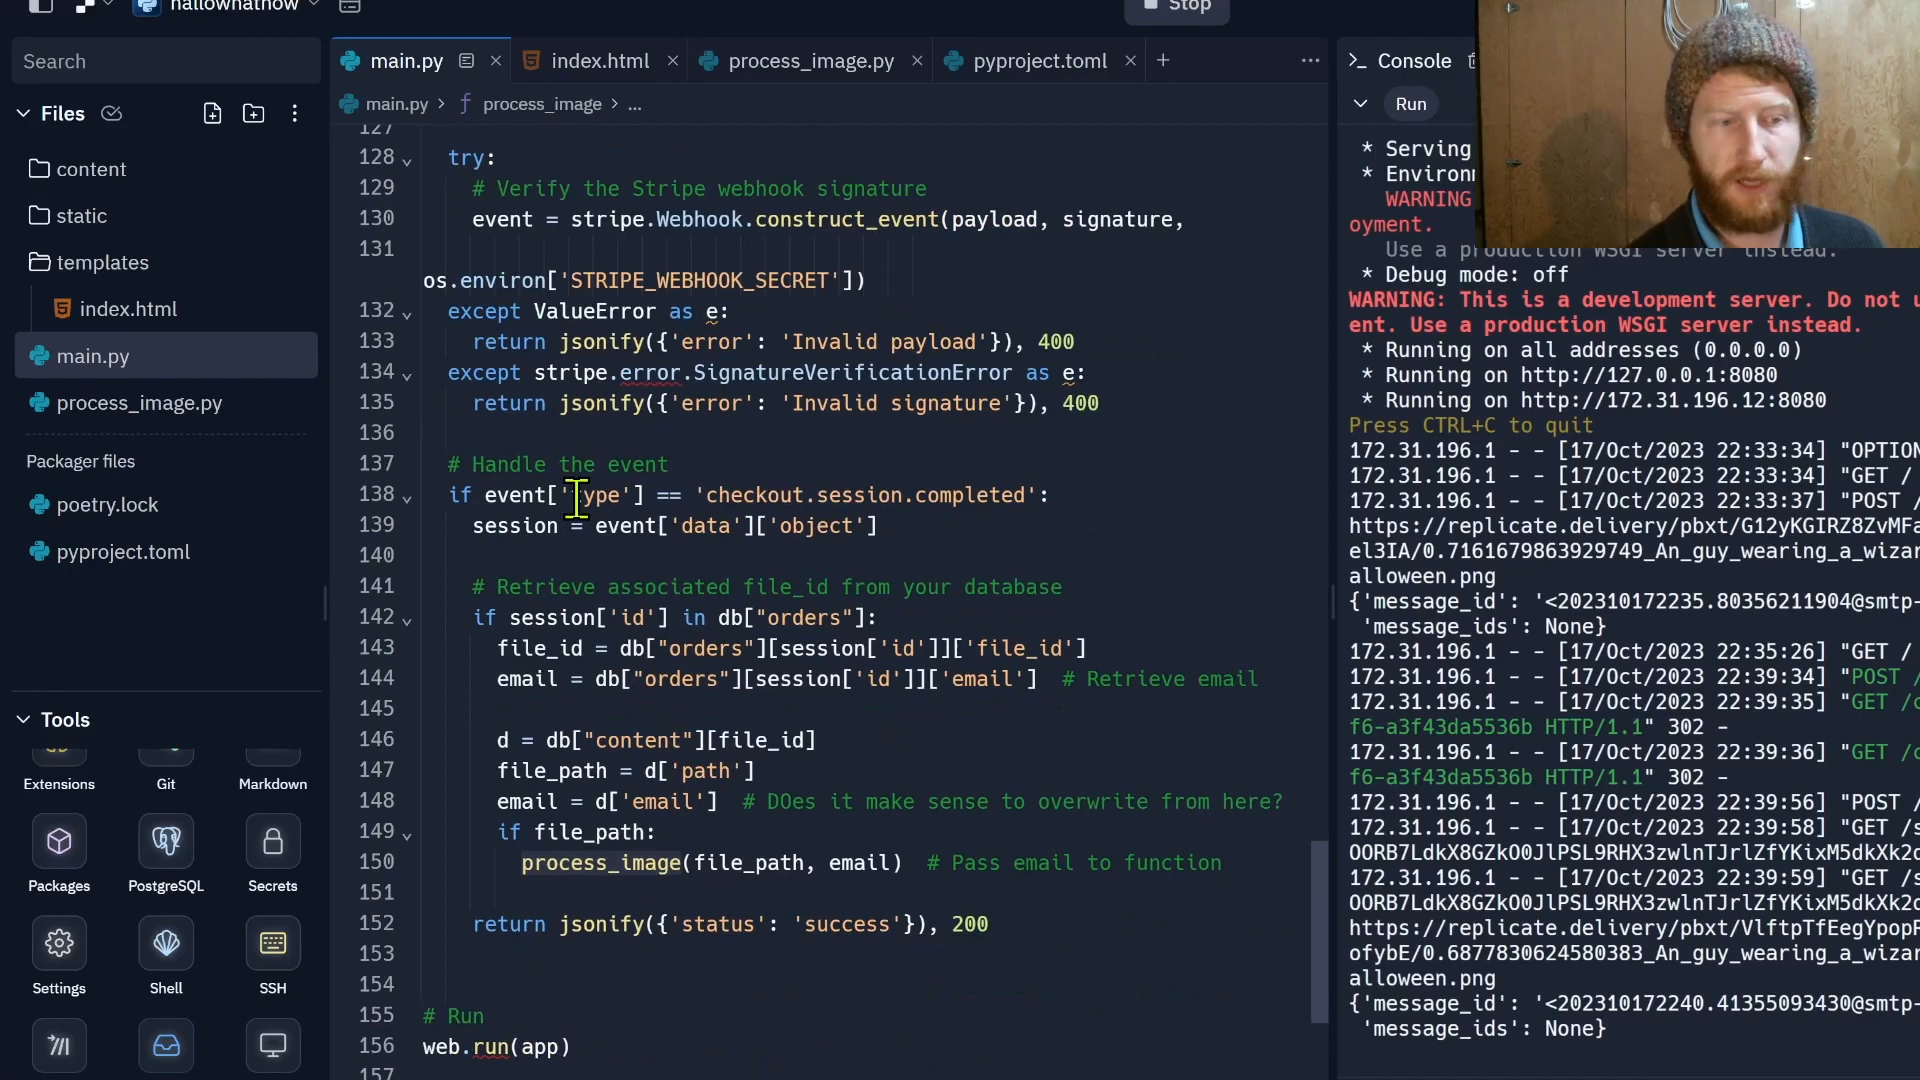 hallownathow
Stop
Search
Files
content
static
templates
index.html
main.py
process_image.py
Packager files
poetry.lock
pyproject.toml
Tools
Extensions
Git
Markdown
Packages
PostgreSQL
Secrets
Settings
Shell
SSH
main.py
index.html
process_image.py
pyproject.toml
main.py > process_image > ...
127
128 try:
129 # Verify the Stripe webhook signature
130 event = stripe.Webhook.construct_event(payload, signature,
131
os.environ['STRIPE_WEBHOOK_SECRET'])
132 except ValueError as e:
133 return jsonify({'error': 'Invalid payload'}), 400
134 except stripe.error.SignatureVerificationError as e:
135 return jsonify({'error': 'Invalid signature'}), 400
136
137 # Handle the event
138 if event['type'] == 'checkout.session.completed':
139 session = event['data']['object']
140
141 # Retrieve associated file_id from your database
142 if session['id'] in db["orders"]:
143 file_id = db["orders"][session['id']]['file_id']
144 email = db["orders"][session['id']]['email'] # Retrieve email
145
146 d = db["content"][file_id]
147 file_path = d['path']
148 email = d['email'] # DOes it make sense to overwrite from here?
149 if file_path:
150 process_image(file_path, email) # Pass email to function
151
152 return jsonify({'status': 'success'}), 200
153
154
155 # Run
156 web.run(app)
157
Console
Run
* Serving
* Environ
WARNING
oyment.
Use a production WSGI server instead.
* Debug mode: off
WARNING: This is a development server. Do not u
ent. Use a production WSGI server instead.
* Running on all addresses (0.0.0.0)
* Running on http://127.0.0.1:8080
* Running on http://172.31.196.12:8080
Press CTRL+C to quit
172.31.196.1 - - [17/Oct/2023 22:33:34] "OPTION
172.31.196.1 - - [17/Oct/2023 22:33:34] "GET /
172.31.196.1 - - [17/Oct/2023 22:33:37] "POST /
https://replicate.delivery/pbxt/G12yKGIRZ8ZvMFa
el3IA/0.7161679863929749_An_guy_wearing_a_wizar
alloween.png
{'message_id': '<202310172235.80356211904@smtp-
'message_ids': None}
172.31.196.1 - - [17/Oct/2023 22:35:26] "GET /
172.31.196.1 - - [17/Oct/2023 22:39:34] "POST /
172.31.196.1 - - [17/Oct/2023 22:39:35] "GET /c
f6-a3f43da5536b HTTP/1.1" 302 -
172.31.196.1 - - [17/Oct/2023 22:39:36] "GET /c
f6-a3f43da5536b HTTP/1.1" 302 -
172.31.196.1 - - [17/Oct/2023 22:39:56] "POST /
172.31.196.1 - - [17/Oct/2023 22:39:58] "GET /s
OORB7LdkX8GZkO0JlPSL9RHX3zwlnTJrlZfYKixM5dkXk2c
172.31.196.1 - - [17/Oct/2023 22:39:59] "GET /s
OORB7LdkX8GZkO0JlPSL9RHX3zwlnTJrlZfYKixM5dkXk2c
https://replicate.delivery/pbxt/VlftpTfEegYpopR
ofybE/0.6877830624580383_An_guy_wearing_a_wizar
alloween.png
{'message_id': '<202310172240.41355093430@smtp-
'message_ids': None}